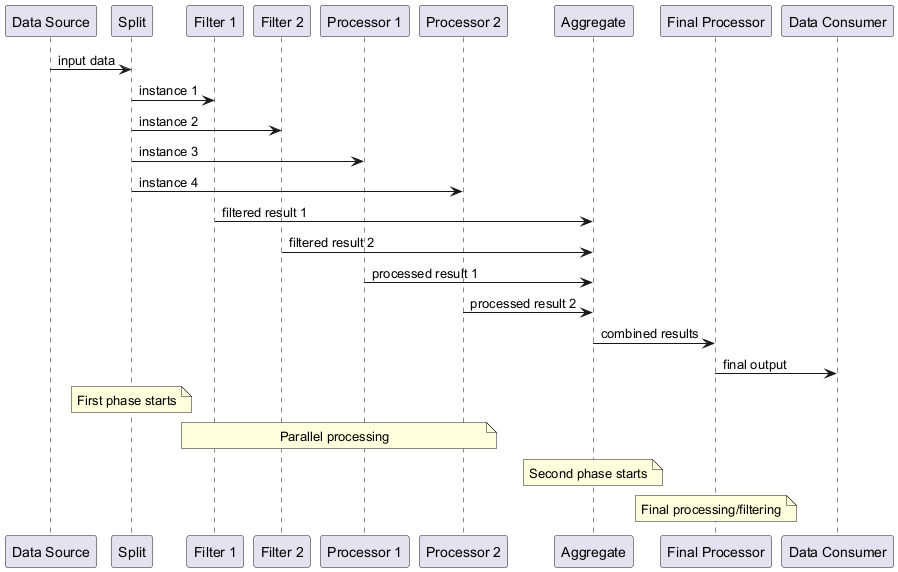 Data Source Split Filter 1 Filter 2 Processor 1 Processor 2 Aggregate Final Processor Data Consumer
input data
instance 1
instance 2
instance 3
instance 4
filtered result 1
filtered result 2
processed result 1
processed result 2
combined results
final output
First phase starts
Parallel processing
Second phase starts
Final processing/filtering
Data Source Split Filter 1 Filter 2 Processor 1 Processor 2 Aggregate Final Processor Data Consumer